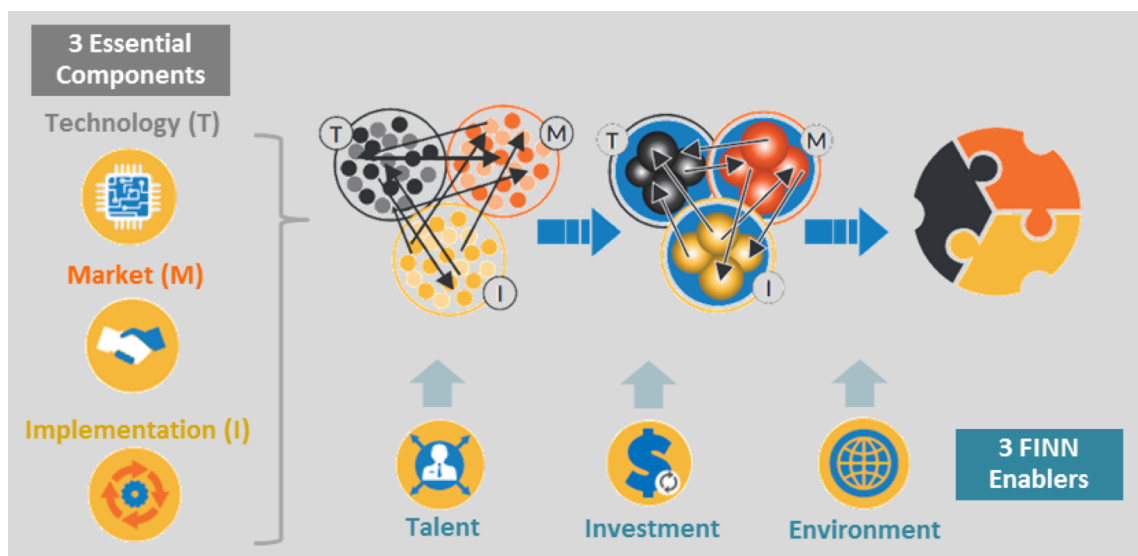 3 Essential
Components
Technology (T)
Market (M)
Implementation (I)
T
M
I
T
M
I
Talent
Investment
Environment
3 FINN
Enablers